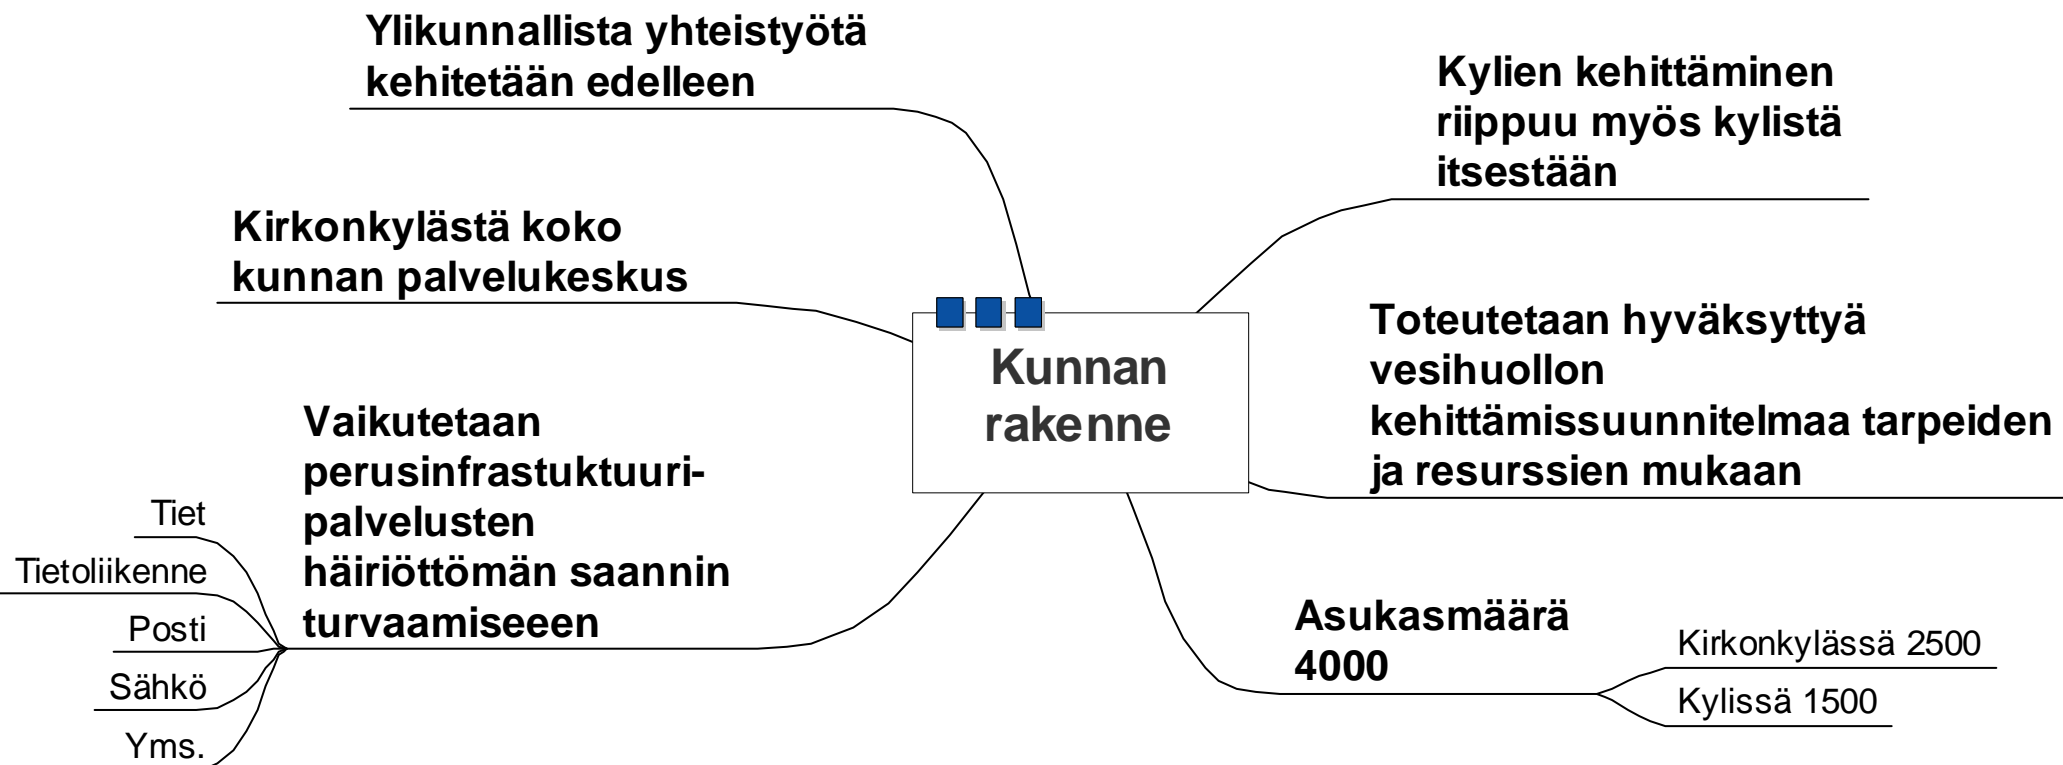 Ylikunnallista yhteistyötä
kehitetään edelleen
Kirkonkylästä koko
kunnan palvelukeskus
Vaikutetaan
perusinfrastuktuuri-
palvelusten
häiriöttömän saannin
turvaamiseeen
Tiet
Tietoliikenne
Posti
Sähkö
Yms.
Kunnan
rakenne
Kylien kehittäminen
riippuu myös kylistä
itsestään
Toteutetaan hyväksyttyä
vesihuollon
kehittämissuunnitelmaa tarpeiden
ja resurssien mukaan
Asukasmäärä
4000
Kirkonkylässä 2500
Kylissä 1500